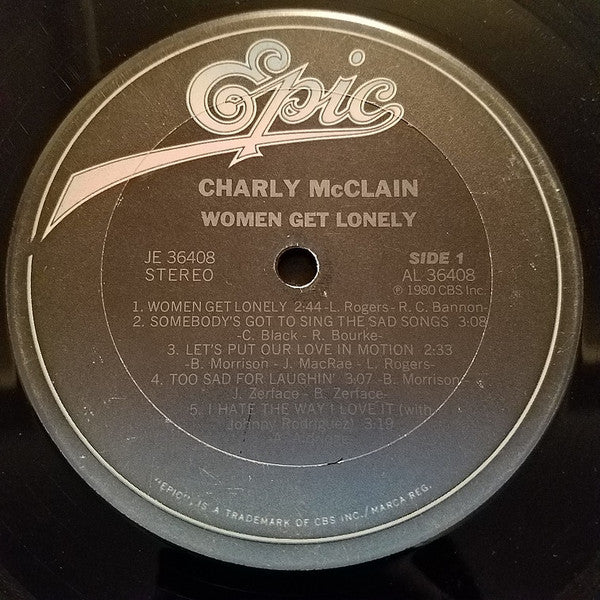 Epic
CHARLY McCLAIN
WOMEN GET LONELY
JE 36408
STEREO
SIDE 1
AL 36408
℗ 1980 CBS Inc.
1. WOMEN GET LONELY 2:44 -L. Rogers- R. C. Bannon-
2. SOMEBODY'S GOT TO SING THE SAD SONGS 3:08
-C. Black - R. Bourke-
3. LET'S PUT OUR LOVE IN MOTION 2:33
-B. Morrison - J. MacRae - L. Rogers-
4. TOO SAD FOR LAUGHIN' 3:07 -B. Morrison-
J. Zerface - B. Zerface-
5. I HATE THE WAY I LOVE IT (with
Johnny Rodriguez) 3:19
"EPIC", IS A TRADEMARK OF CBS INC./MARCA REG.